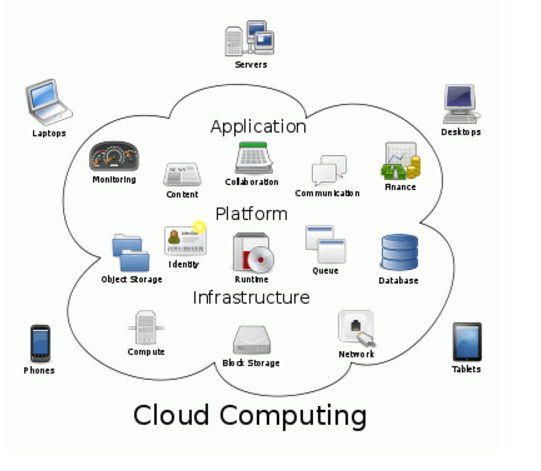 Servers
Laptops
Desktops
Application
Monitoring
Content
Collaboration
Communication
Finance
Platform
Object Storage
Identity
Runtime
Queue
Database
Infrastructure
Compute
Block Storage
Network
Phones
Tablets
Cloud Computing